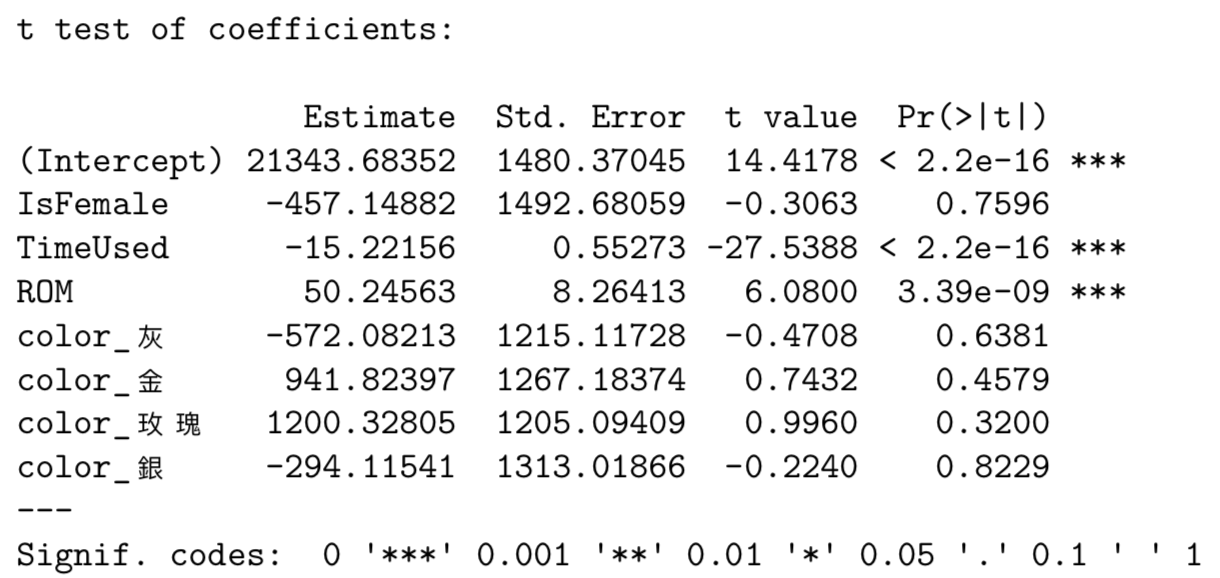 t test of coefficients:
Estimate Std. Error t value Pr(>|t|)
(Intercept) 21343.68352 1480.37045 14.4178 < 2.2e-16 ***
IsFemale -457.14882 1492.68059 -0.3063 0.7596
TimeUsed -15.22156 0.55273 -27.5388 < 2.2e-16 ***
ROM 50.24563 8.26413 6.0800 3.39e-09 ***
color_灰 -572.08213 1215.11728 -0.4708 0.6381
color_金 941.82397 1267.18374 0.7432 0.4579
color_玫瑰 1200.32805 1205.09409 0.9960 0.3200
color_銀 -294.11541 1313.01866 -0.2240 0.8229
---
Signif. codes: 0 '***' 0.001 '**' 0.01 '*' 0.05 '.' 0.1 ' ' 1